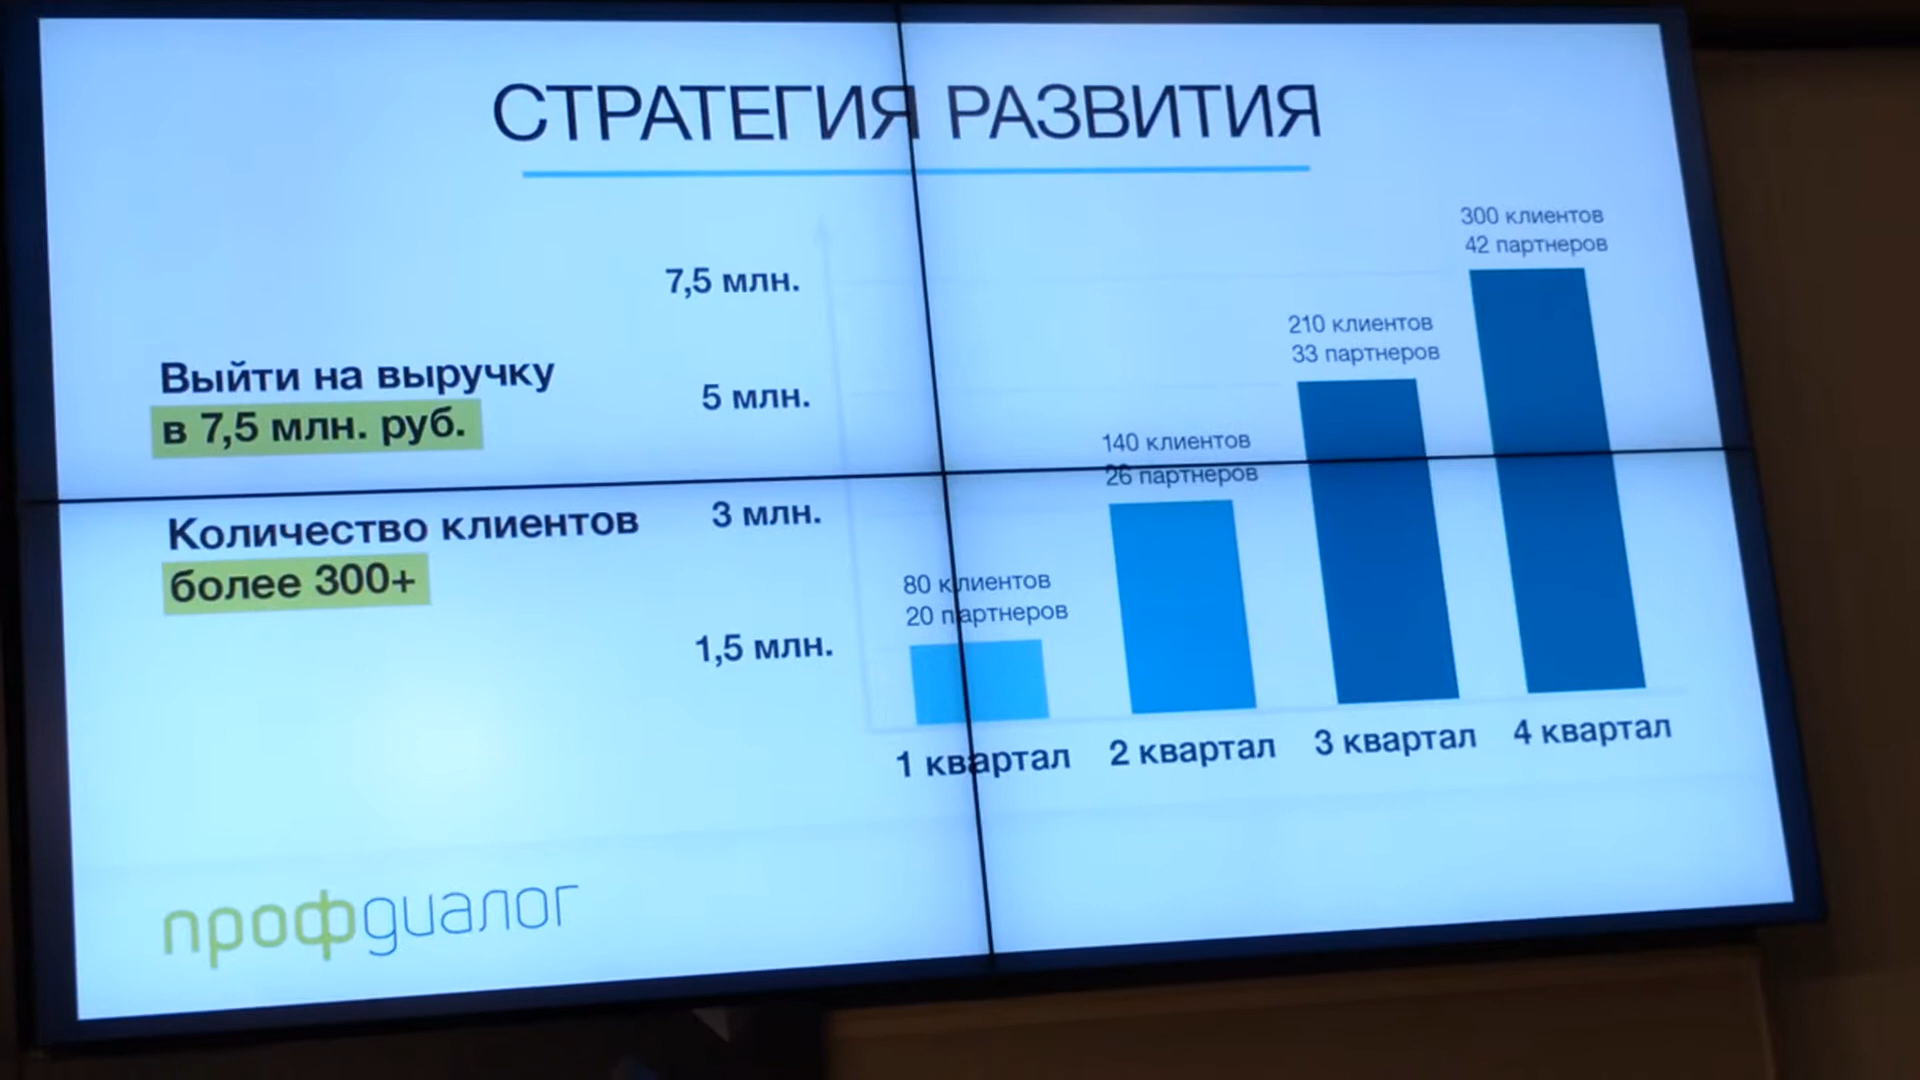 СТРАТЕГИЯ РАЗВИТИЯ
Выйти на выручку
в 7,5 млн. руб.
Количество клиентов
более 300+
7,5 млн.
5 млн.
3 млн.
1,5 млн.
80 клиентов
20 партнеров
140 клиентов
26 партнеров
210 клиентов
33 партнеров
300 клиентов
42 партнеров
1 квартал
2 квартал
3 квартал
4 квартал
профдиалог